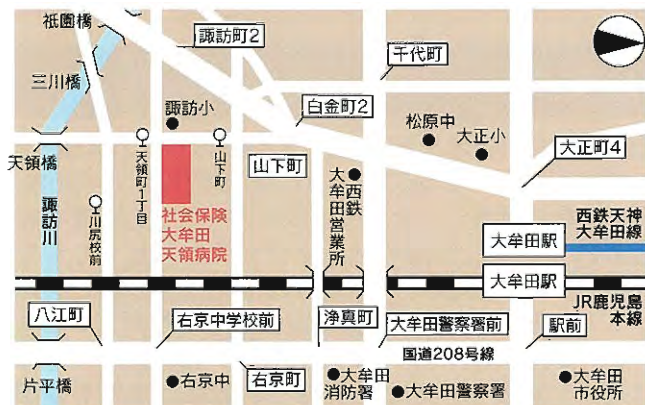 祇園橋
諏訪町2
千代町
三川橋
諏訪小
白金町2
松原中
大正小
天領橋
天領町1丁目
山下町
山下町
大正町4
諏訪川
川尻校前
社会保険
大牟田
天領病院
西鉄
大牟田営業所
西鉄天神
大牟田線
大牟田駅
大牟田駅
JR鹿児島
本線
八江町
右京中学校前
浄真町
大牟田警察署前
駅前
国道208号線
片平橋
右京中
右京町
大牟田
消防署
大牟田警察署
大牟田
市役所